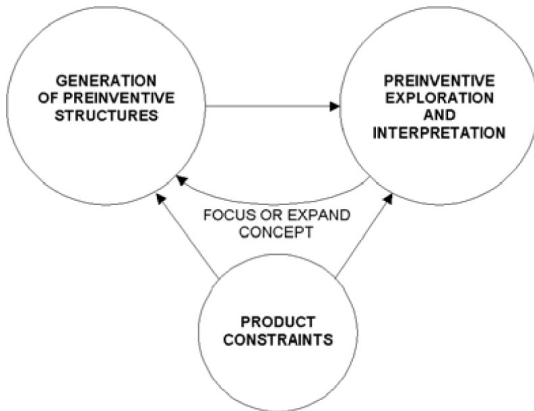 GENERATION
OF PREINVENTIVE
STRUCTURES
PREINVENTIVE
EXPLORATION
AND
INTERPRETATION
FOCUS OR EXPAND
CONCEPT
PRODUCT
CONSTRAINTS